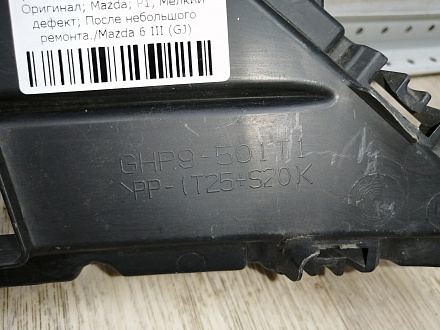 Оригинал; Mazda; P1; Мелкий
дефект; После небольшого
ремонта./Mazda 6 III (GJ)
GHP9-501T1
>PP-(T25+S20)K